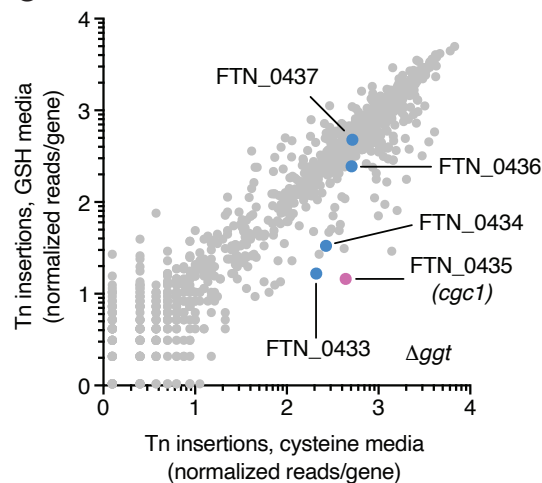 4
3
2
1
0
0
1
2
3
4
Tn insertions, GSH media
(normalized reads/gene)
FTN_0437
FTN_0436
FTN_0434
FTN_0435
(cgc1)
FTN_0433
Δggt
Tn insertions, cysteine media
(normalized reads/gene)